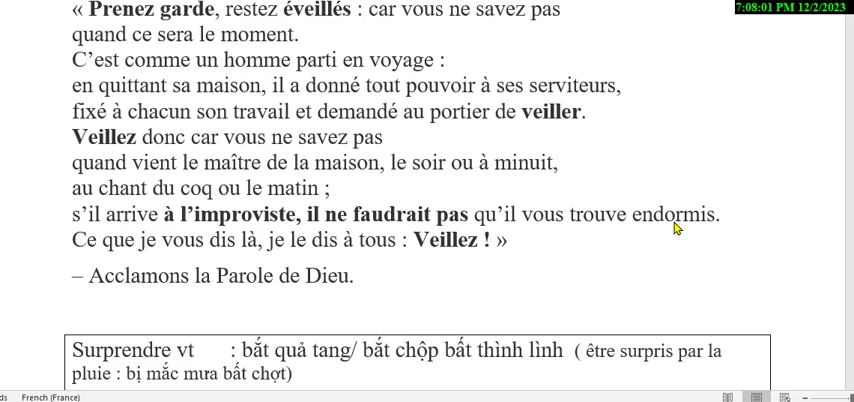 7:08:01 PM 12/2/2023
« Prenez garde, restez éveillés : car vous ne savez pas
quand ce sera le moment.
C’est comme un homme parti en voyage :
en quittant sa maison, il a donné tout pouvoir à ses serviteurs,
fixé à chacun son travail et demandé au portier de veiller.
Veillez donc car vous ne savez pas
quand vient le maître de la maison, le soir ou à minuit,
au chant du coq ou le matin ;
s’il arrive à l’improviste, il ne faudrait pas qu’il vous trouve endormis.
Ce que je vous dis là, je le dis à tous : Veillez ! »
– Acclamons la Parole de Dieu.
Surprendre vt : bắt quả tang/ bắt chộp bất thình lình ( être surpris par la
pluie : bị mắc mưa bất chợt)
ds French (France)